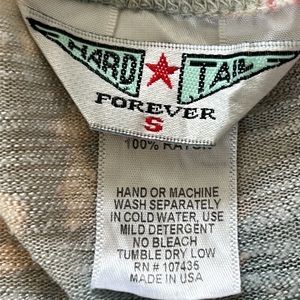 HARD TAIL
FOREVER
S
100% RAYON
HAND OR MACHINE
WASH SEPARATELY
IN COLD WATER, USE
MILD DETERGENT
NO BLEACH
TUMBLE DRY LOW
RN # 107435
MADE IN USA